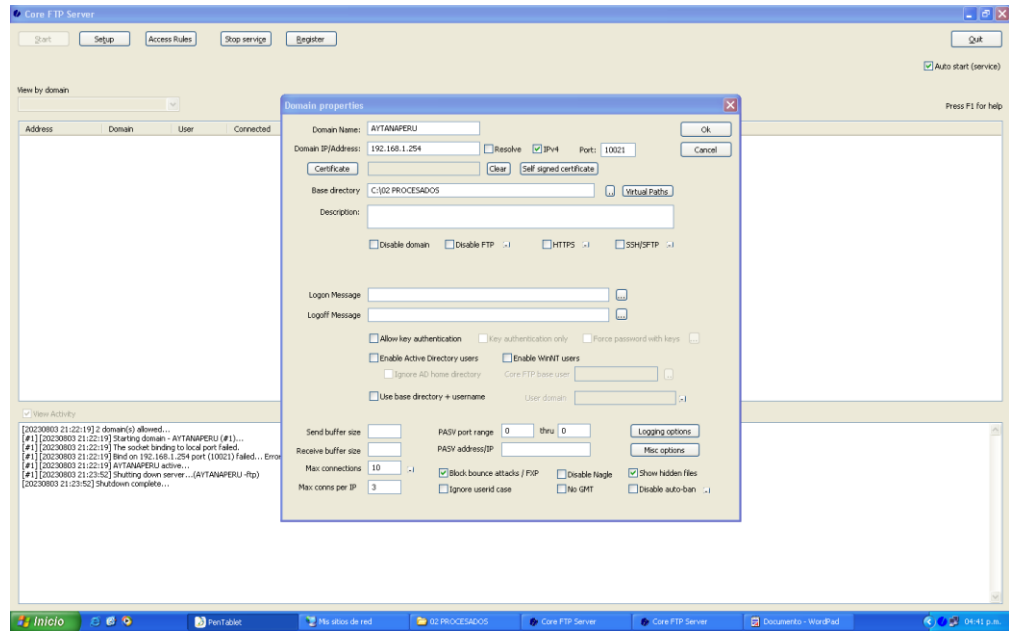 Core FTP Server
Start Setup Access Rules Stop service Register Quit
Auto start (service)
View by domain
Press F1 for help
Address Domain User Connected
Domain properties
Domain Name: AYTANAPERU Ok
Domain IP/Address: 192.168.1.254 Resolve IPv4 Port: 10021 Cancel
Certificate Clear Self signed certificate
Base directory C:\02 PROCESADOS .. Virtual Paths
Description:
Disable domain Disable FTP HTTPS SSH/SFTP
Logon Message ...
Logoff Message ...
Allow key authentication Key authentication only Force password with keys
Enable Active Directory users Enable WinNT users
Ignore AD home directory Core FTP base user
Use base directory + username User domain
Send buffer size PASV port range 0 thru 0 Logging options
Receive buffer size PASV address/IP Misc options
Max connections 10 Block bounce attacks / FXP Disable Nagle Show hidden files
Max conns per IP 3 Ignore userid case No GMT Disable auto-ban
View Activity
[20230803 21:22:19] 2 domain(s) allowed...
[#1] [20230803 21:22:19] Starting domain - AYTANAPERU (#1)...
[#1] [20230803 21:22:19] The socket binding to local port failed.
[#1] [20230803 21:22:19] Bind on 192.168.1.254 port (10021) failed... Error
[#1] [20230803 21:22:19] AYTANAPERU active...
[#1] [20230803 21:23:52] Shutting down server...(AYTANAPERU -ftp)
[20230803 21:23:52] Shutdown complete...
Inicio PenTablet Mis sitios de red 02 PROCESADOS Core FTP Server Core FTP Server Documento - WordPad 04:41 p.m.